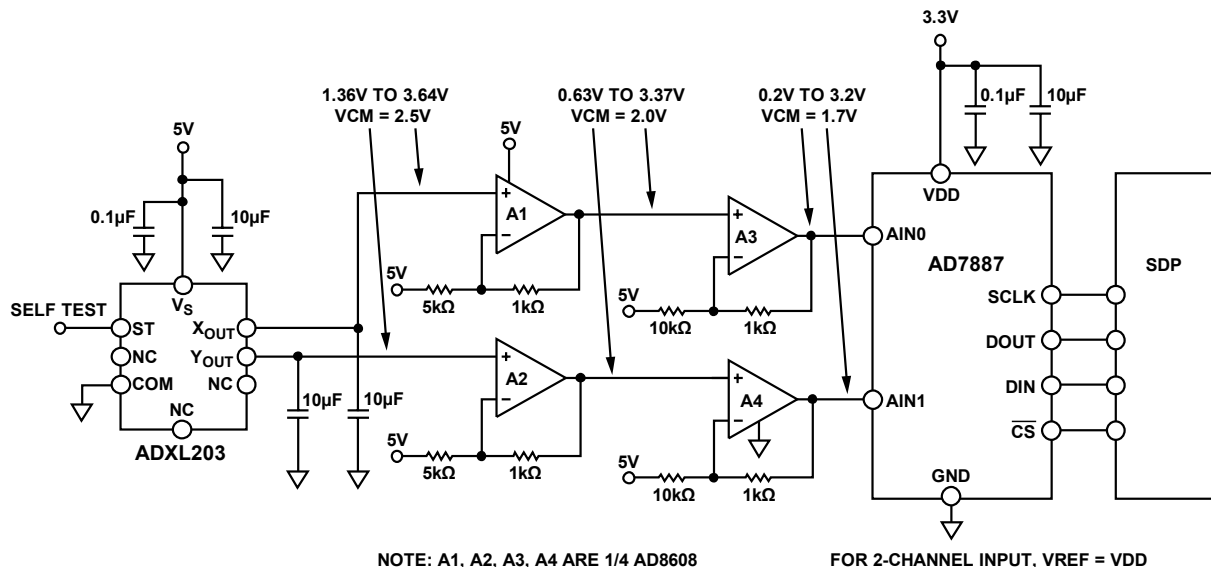 3.3V
0.1µF
10µF
1.36V TO 3.64V
VCM = 2.5V
0.63V TO 3.37V
VCM = 2.0V
0.2V TO 3.2V
VCM = 1.7V
5V
5V
0.1µF
10µF
VDD
A1
A3
AIN0
AD7887
SDP
5V
5kΩ
1kΩ
5V
10kΩ
1kΩ
SELF TEST
VS
ST
XOUT
NC
YOUT
COM
NC
NC
ADXL203
10µF
10µF
A2
A4
AIN1
SCLK
DOUT
DIN
CS
5V
5kΩ
1kΩ
5V
10kΩ
1kΩ
GND
NOTE: A1, A2, A3, A4 ARE 1/4 AD8608
FOR 2-CHANNEL INPUT, VREF = VDD